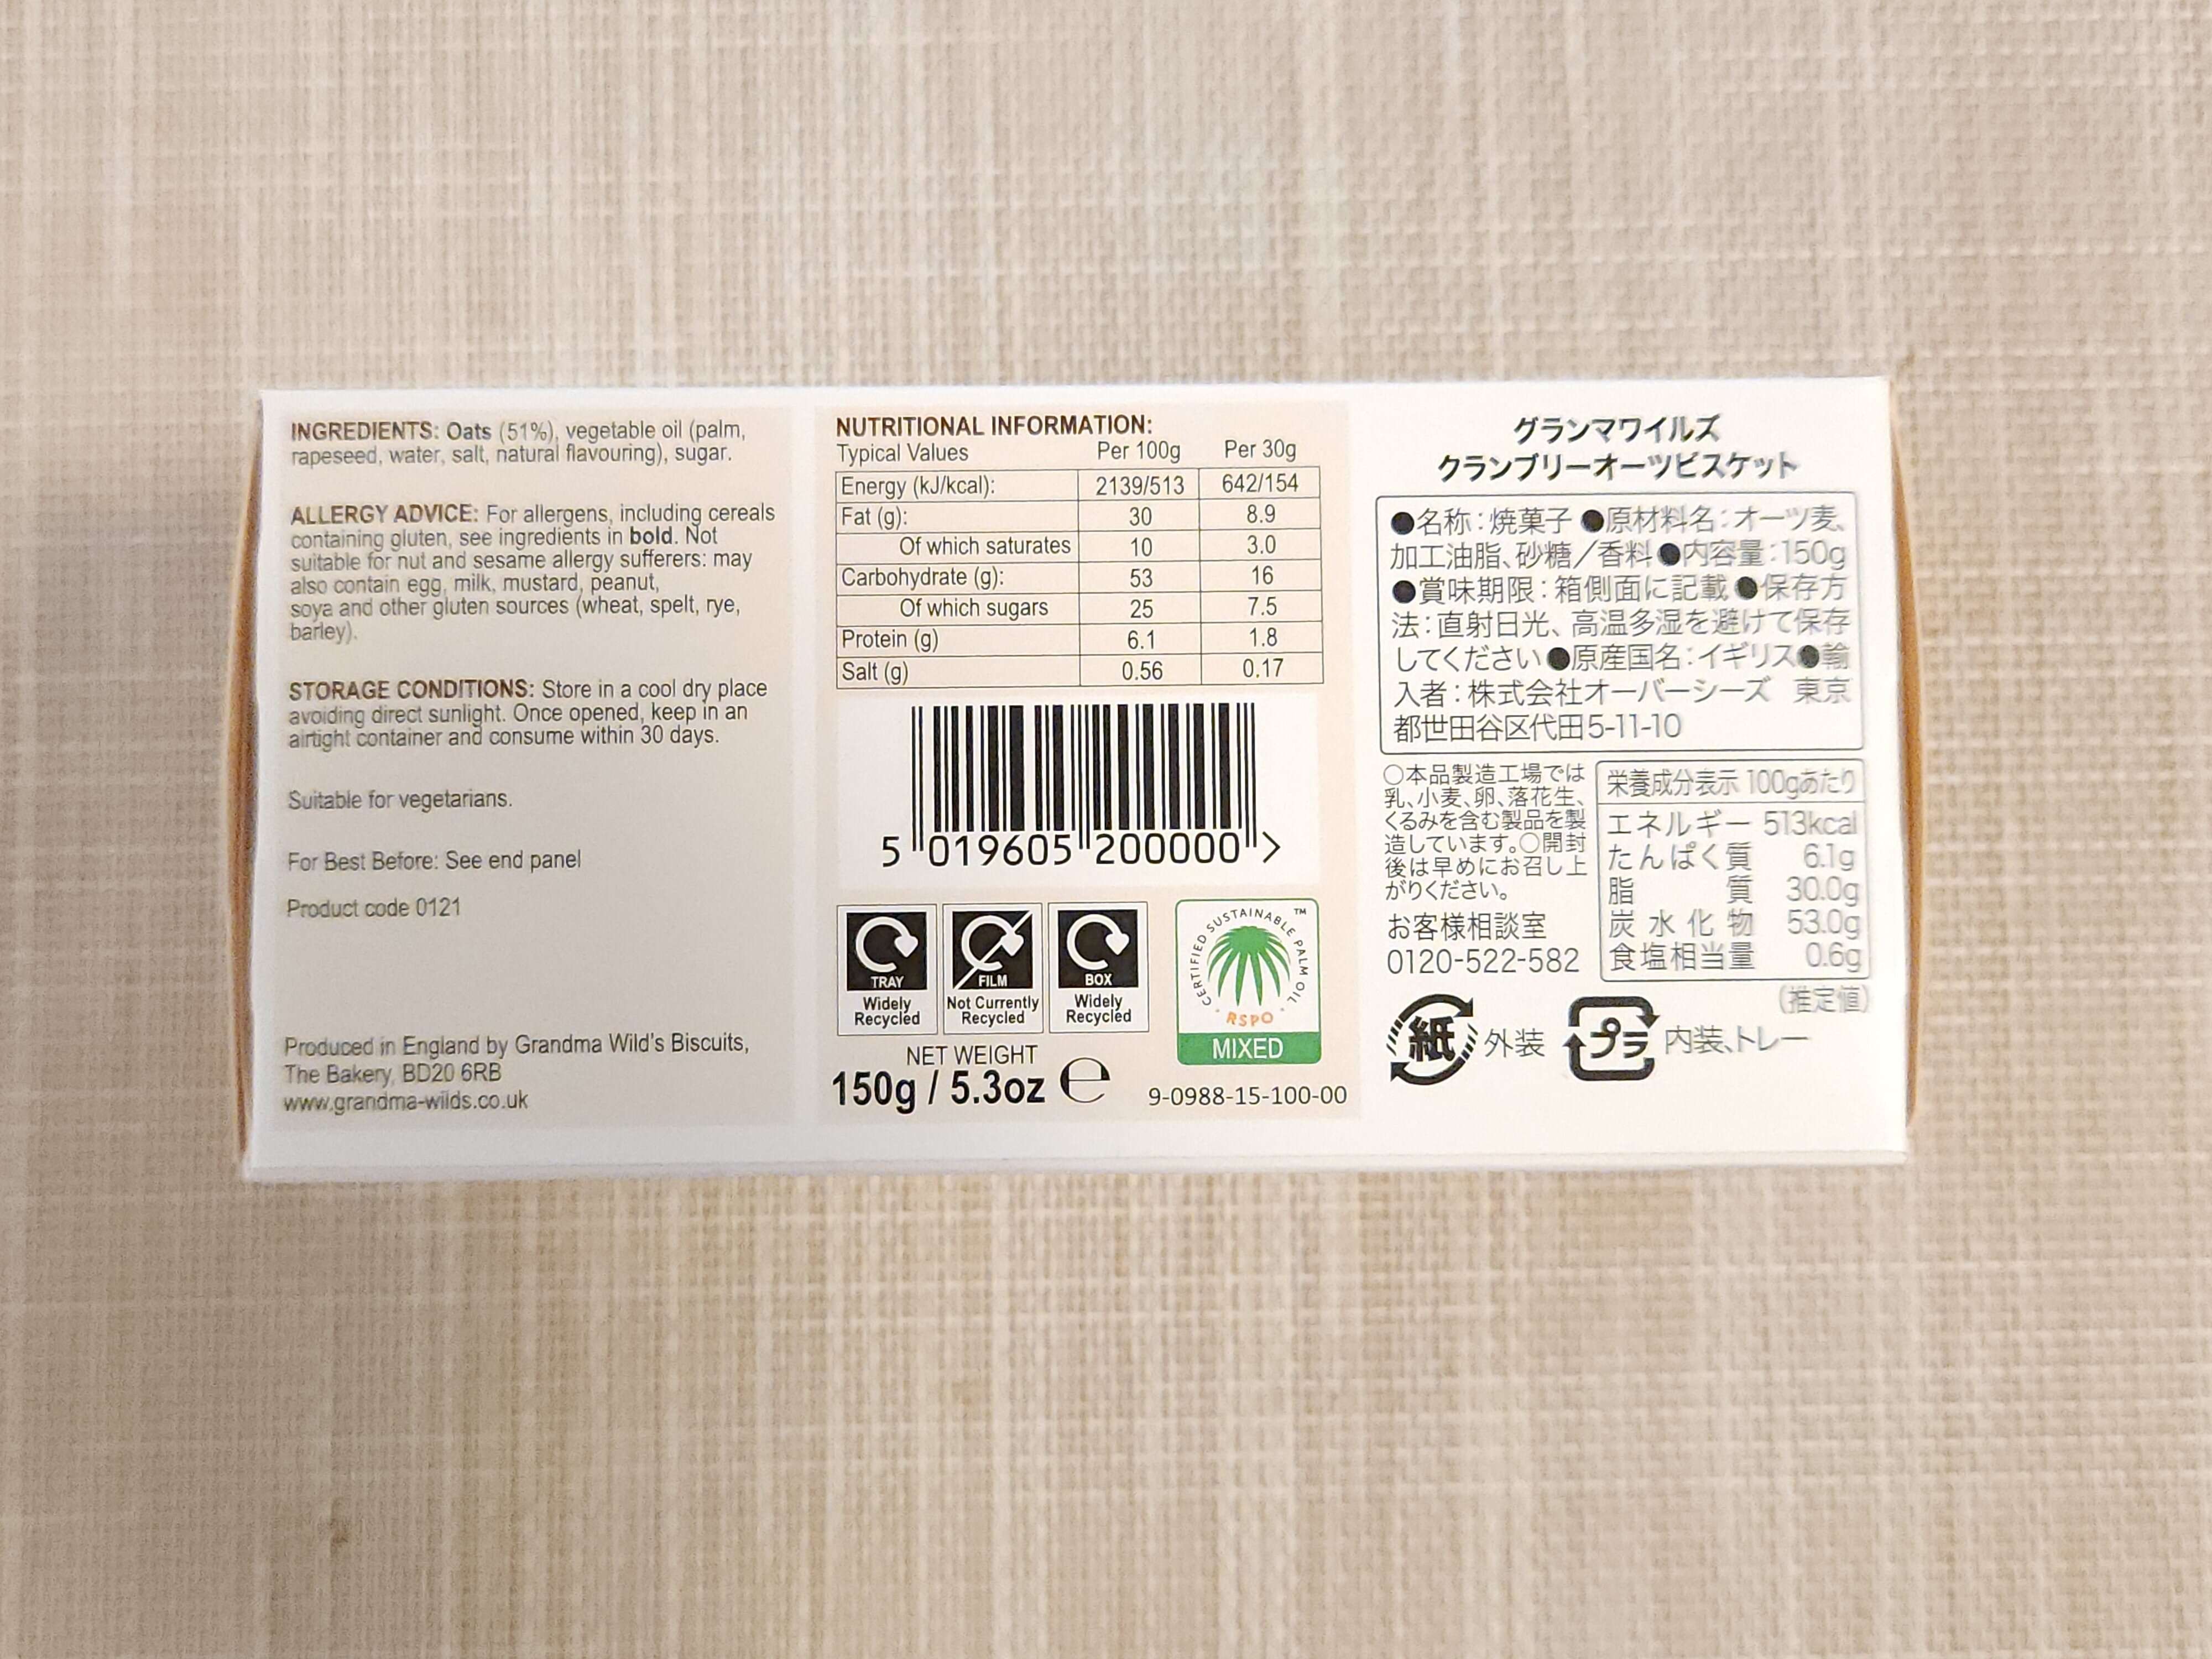 INGREDIENTS: Oats (51%), vegetable oil (palm,
rapeseed, water, salt, natural flavouring), sugar.
ALLERGY ADVICE: For allergens, including cereals
containing gluten, see ingredients in bold. Not
suitable for nut and sesame allergy sufferers: may
also contain egg, milk, mustard, peanut,
soya and other gluten sources (wheat, spelt, rye,
barley).
STORAGE CONDITIONS: Store in a cool dry place
avoiding direct sunlight. Once opened, keep in an
airtight container and consume within 30 days.
Suitable for vegetarians.
For Best Before: See end panel
Product code 0121
Produced in England by Grandma Wild's Biscuits,
The Bakery, BD20 6RB
www.grandma-wilds.co.uk
NUTRITIONAL INFORMATION:
Typical Values Per 100g Per 30g
Energy (kJ/kcal): 2139/513 642/154
Fat (g): 30 8.9
Of which saturates 10 3.0
Carbohydrate (g): 53 16
Of which sugars 25 7.5
Protein (g) 6.1 1.8
Salt (g) 0.56 0.17
5 019605 200000 >
TRAY
Widely
Recycled
FILM
Not Currently
Recycled
BOX
Widely
Recycled
CERTIFIED SUSTAINABLE PALM OIL ™
RSPO
MIXED
NET WEIGHT
150g / 5.3oz ℮
9-0988-15-100-00
グランマワイルズ
クランブリーオーツビスケット
●名称:焼菓子●原材料名:オーツ麦、
加工油脂、砂糖／香料●内容量:150g
●賞味期限:箱側面に記載●保存方
法:直射日光、高温多湿を避けて保存
してください●原産国名:イギリス●輸
入者:株式会社オーバーシーズ 東京
都世田谷区代田5-11-10
○本品製造工場では
乳、小麦、卵、落花生、
くるみを含む製品を製
造しています。○開封
後は早めにお召し上
がりください。
お客様相談室
0120-522-582
栄養成分表示 100gあたり
エネルギー 513kcal
たんぱく質 6.1g
脂質 30.0g
炭水化物 53.0g
食塩相当量 0.6g
(推定値)
紙 外装 プラ 内装、トレー